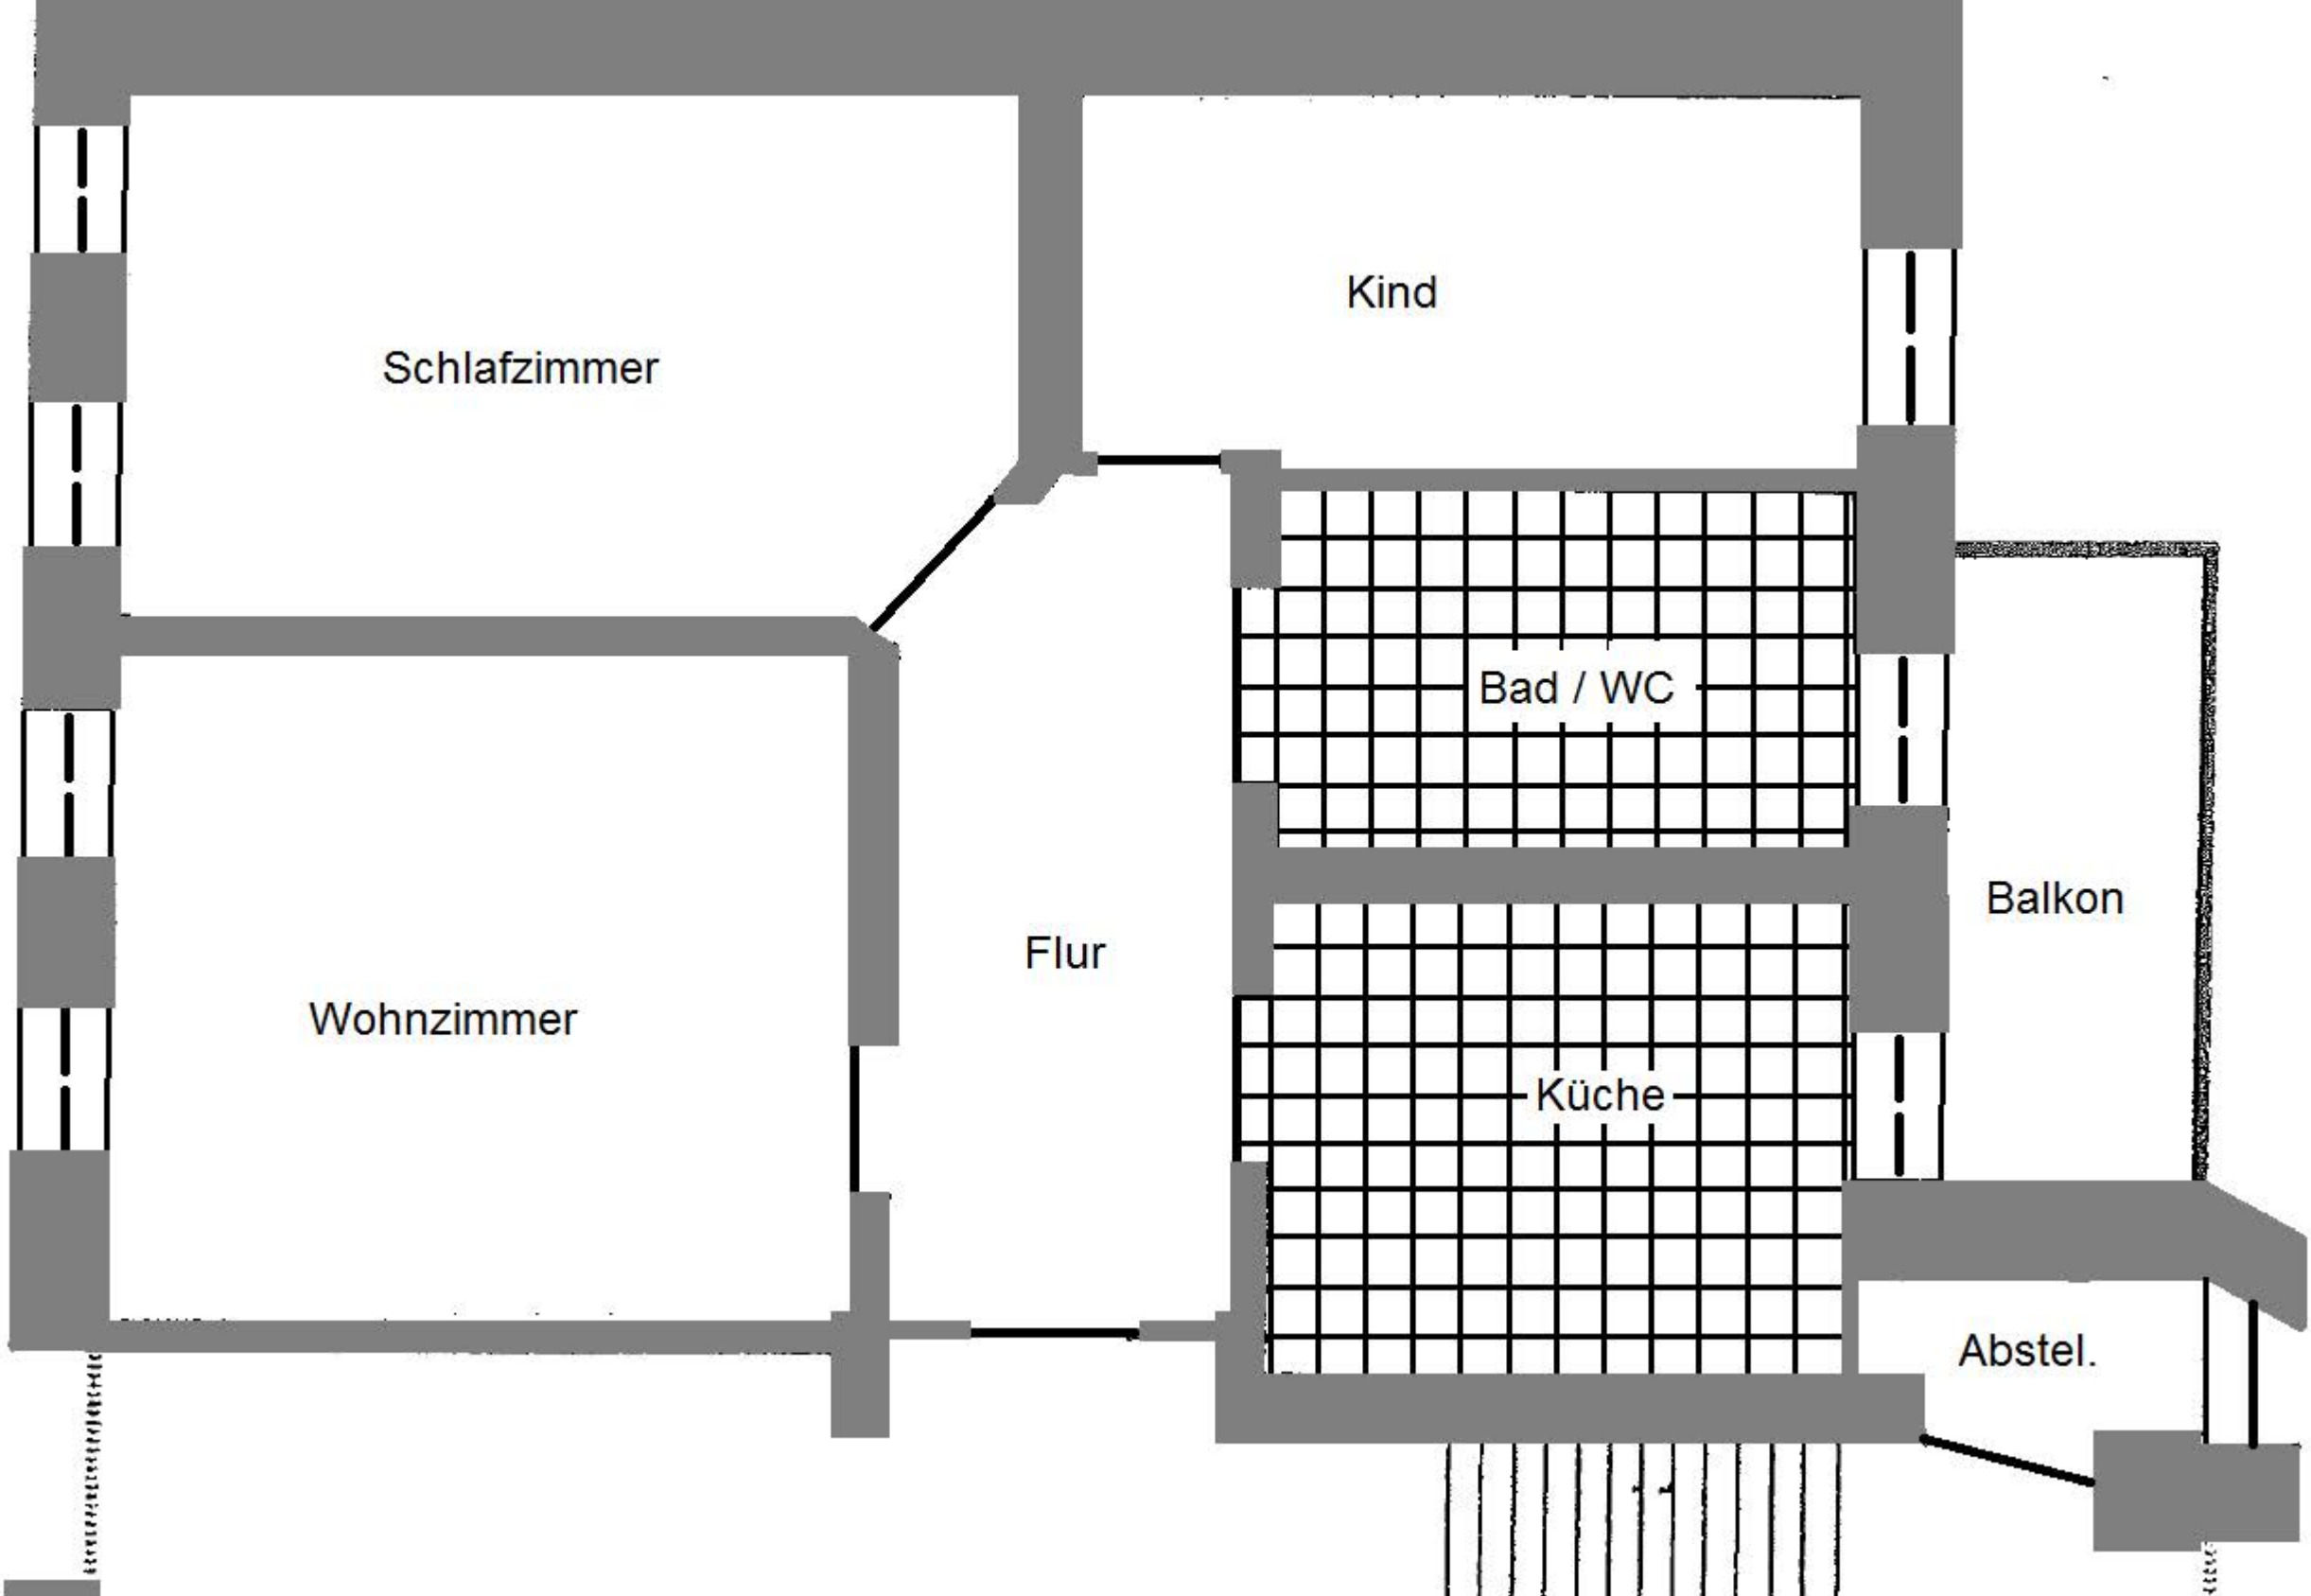 Kind
Schlafzimmer
Bad / WC
Balkon
Flur
Wohnzimmer
Küche
Abstel.